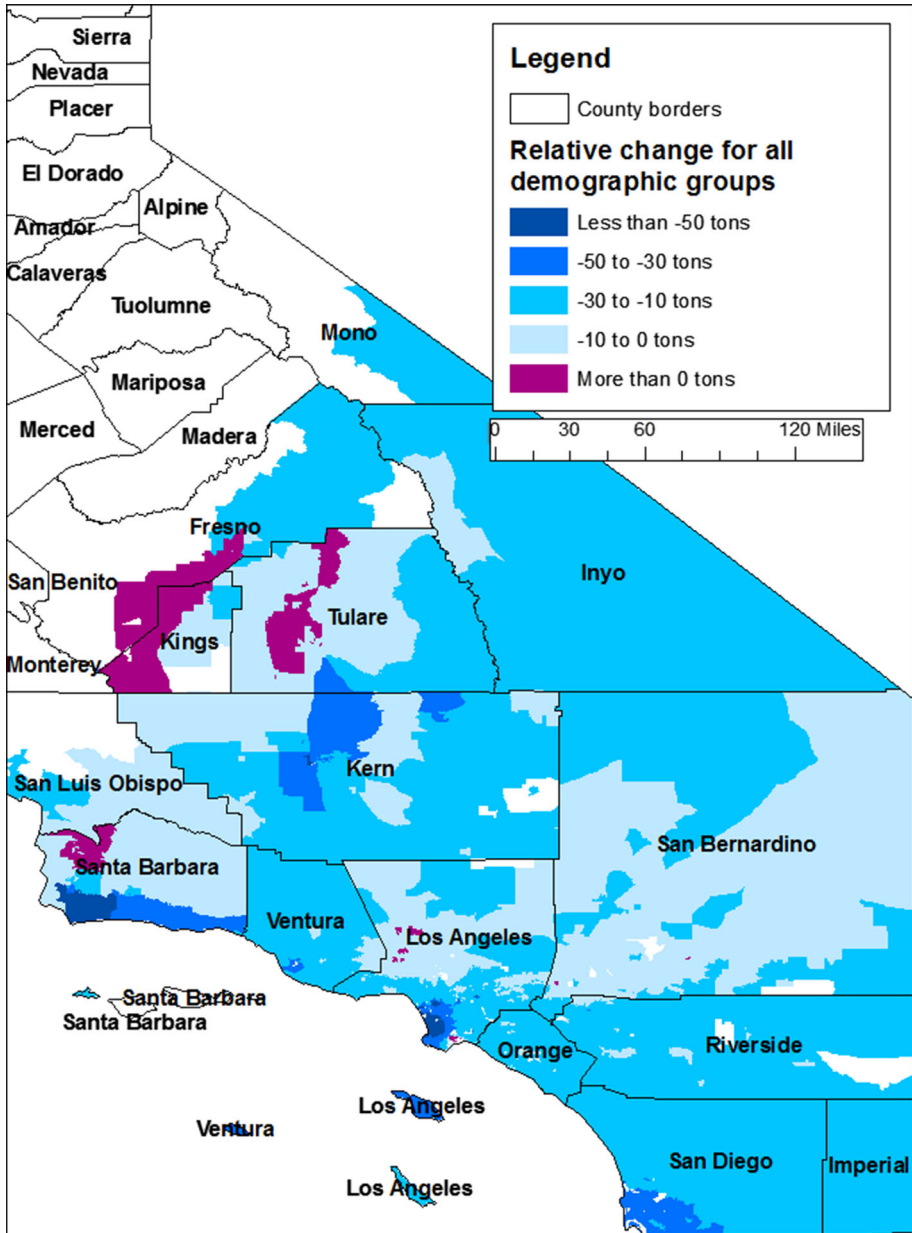 Sierra
Nevada
Placer
El Dorado
Alpine
Amador
Calaveras
Tuolumne
Mono
Mariposa
Merced
Madera
Legend
County borders
Relative change for all
demographic groups
Less than -50 tons
-50 to -30 tons
-30 to -10 tons
-10 to 0 tons
More than 0 tons
0 30 60 120 Miles
Fresno
San Benito
Inyo
Tulare
Kings
Monterey
Kern
San Luis Obispo
San Bernardino
Santa Barbara
Ventura
Los Angeles
Santa Barbara
Santa Barbara
Orange
Riverside
Los Angeles
Ventura
San Diego
Imperial
Los Angeles